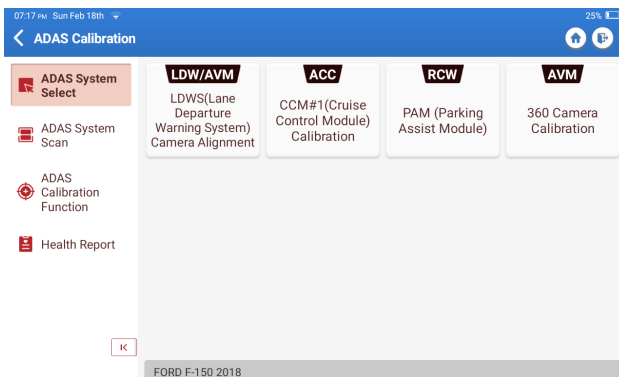 07:17 PM Sun Feb 18th
25%
ADAS Calibration
ADAS System
Select
ADAS System
Scan
ADAS
Calibration
Function
Health Report
LDW/AVM
LDWS(Lane
Departure
Warning System)
Camera Alignment
ACC
CCM#1(Cruise
Control Module)
Calibration
RCW
PAM (Parking
Assist Module)
AVM
360 Camera
Calibration
FORD F-150 2018